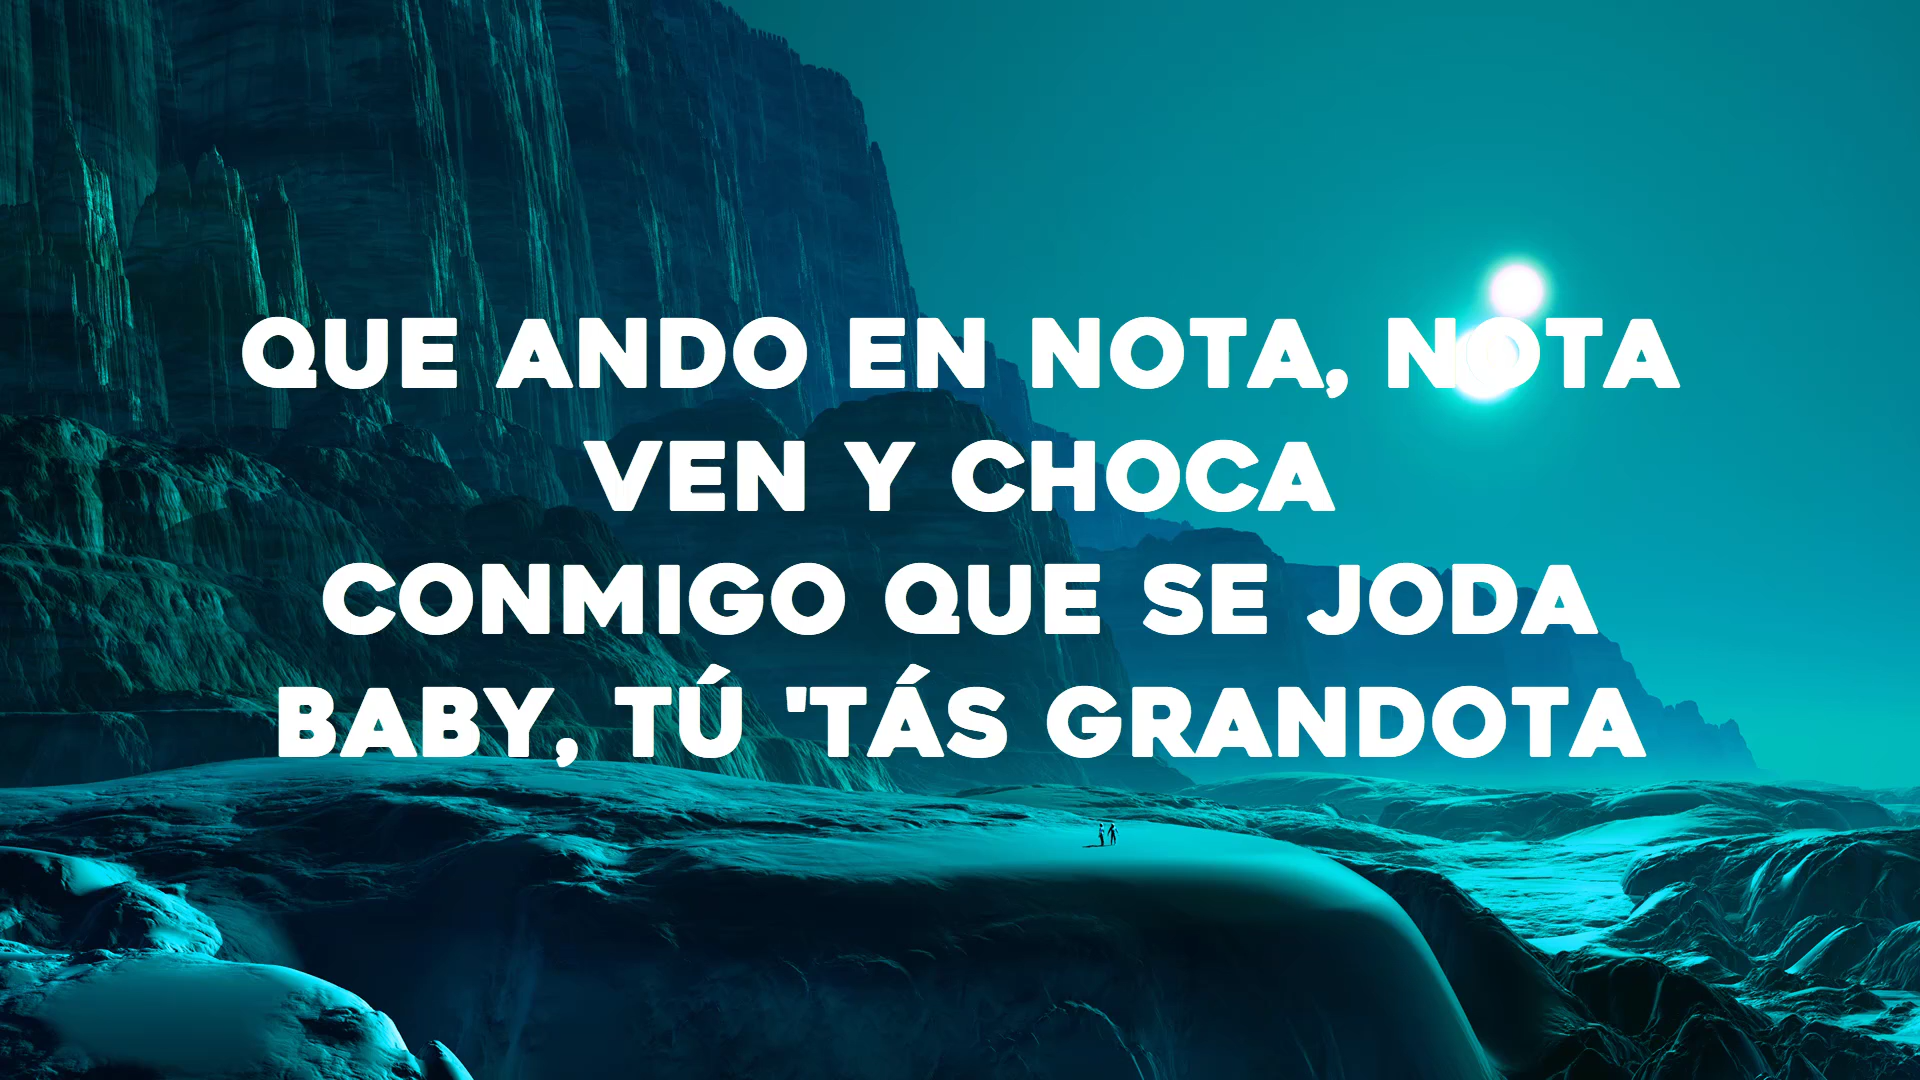 QUE ANDO EN NOTA, NOTA
VEN Y CHOCA
CONMIGO QUE SE JODA
BABY, TÚ 'TÁS GRANDOTA